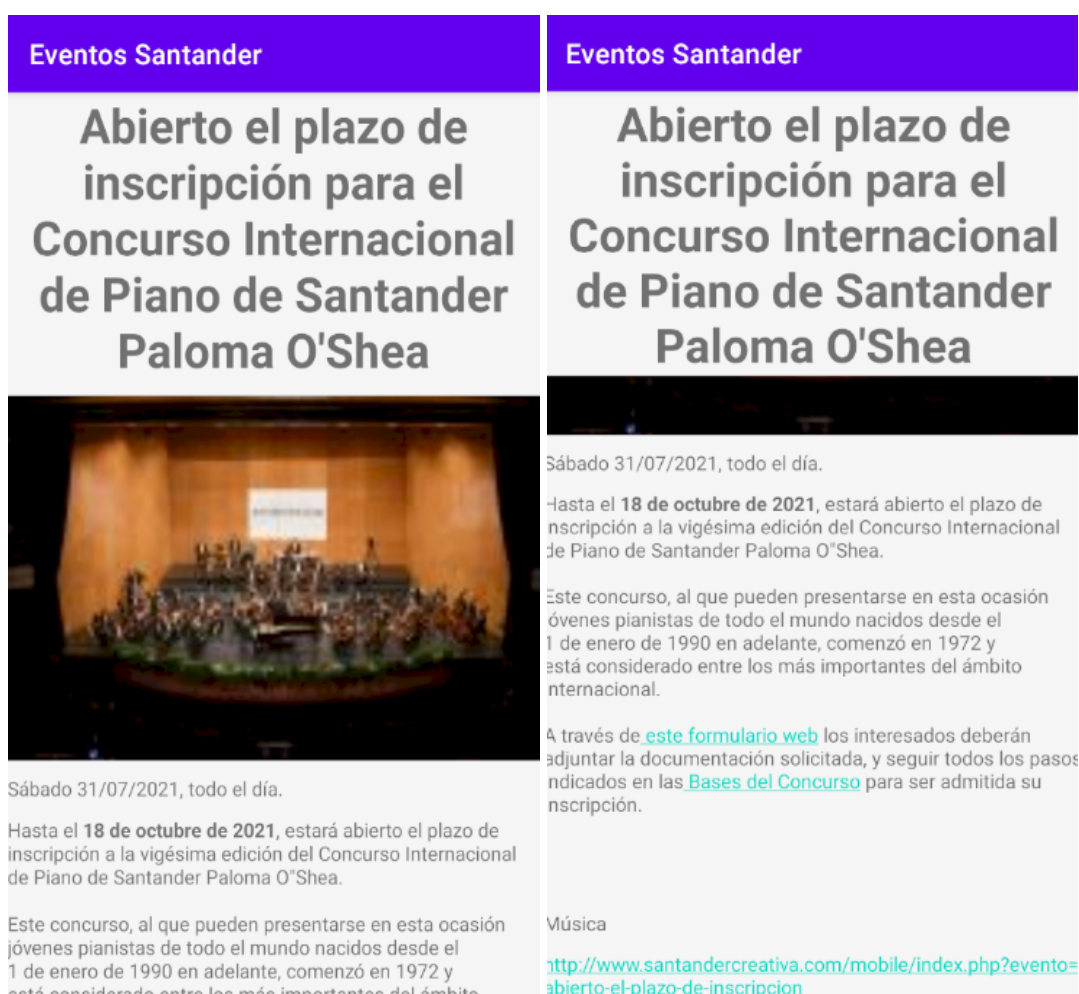 Eventos Santander
Abierto el plazo de
inscripción para el
Concurso Internacional
de Piano de Santander
Paloma O'Shea
Sábado 31/07/2021, todo el día.
Hasta el 18 de octubre de 2021, estará abierto el plazo de
inscripción a la vigésima edición del Concurso Internacional
de Piano de Santander Paloma O"Shea.
Este concurso, al que pueden presentarse en esta ocasión
jóvenes pianistas de todo el mundo nacidos desde el
1 de enero de 1990 en adelante, comenzó en 1972 y
está considerado entre los más importantes del ámbito
Eventos Santander
Abierto el plazo de
inscripción para el
Concurso Internacional
de Piano de Santander
Paloma O'Shea
Sábado 31/07/2021, todo el día.
Hasta el 18 de octubre de 2021, estará abierto el plazo de
inscripción a la vigésima edición del Concurso Internacional
de Piano de Santander Paloma O"Shea.
Este concurso, al que pueden presentarse en esta ocasión
jóvenes pianistas de todo el mundo nacidos desde el
1 de enero de 1990 en adelante, comenzó en 1972 y
está considerado entre los más importantes del ámbito
internacional.
A través de este formulario web los interesados deberán
adjuntar la documentación solicitada, y seguir todos los pasos
indicados en las Bases del Concurso para ser admitida su
inscripción.
Música
http://www.santandercreativa.com/mobile/index.php?evento=
abierto-el-plazo-de-inscripcion